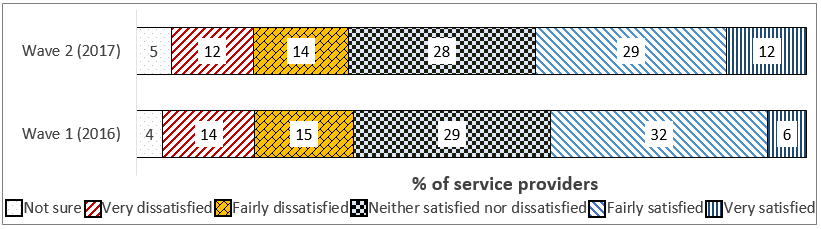 Wave 2 (2017) 5 12 14 28 29 12
Wave 1 (2016) 4 14 15 29 32 6
% of service providers
Not sure Very dissatisfied Fairly dissatisfied Neither satisfied nor dissatisfied Fairly satisfied Very satisfied